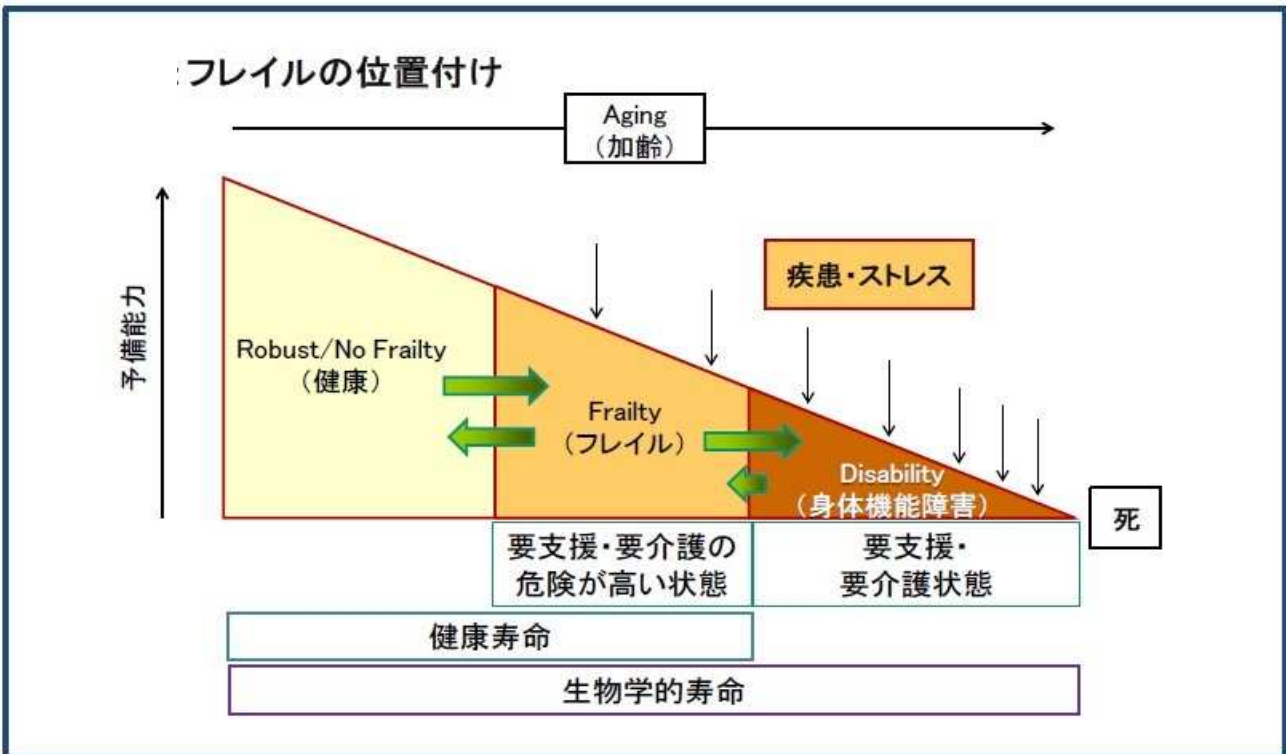 : フレイルの位置付け
Aging
（加齢）
予備能力
疾患・ストレス
Robust/No Frailty
（健康）
Frailty
（フレイル）
Disability
（身体機能障害）
死
要支援・要介護の
危険が高い状態
要支援・
要介護状態
健康寿命
生物学的寿命